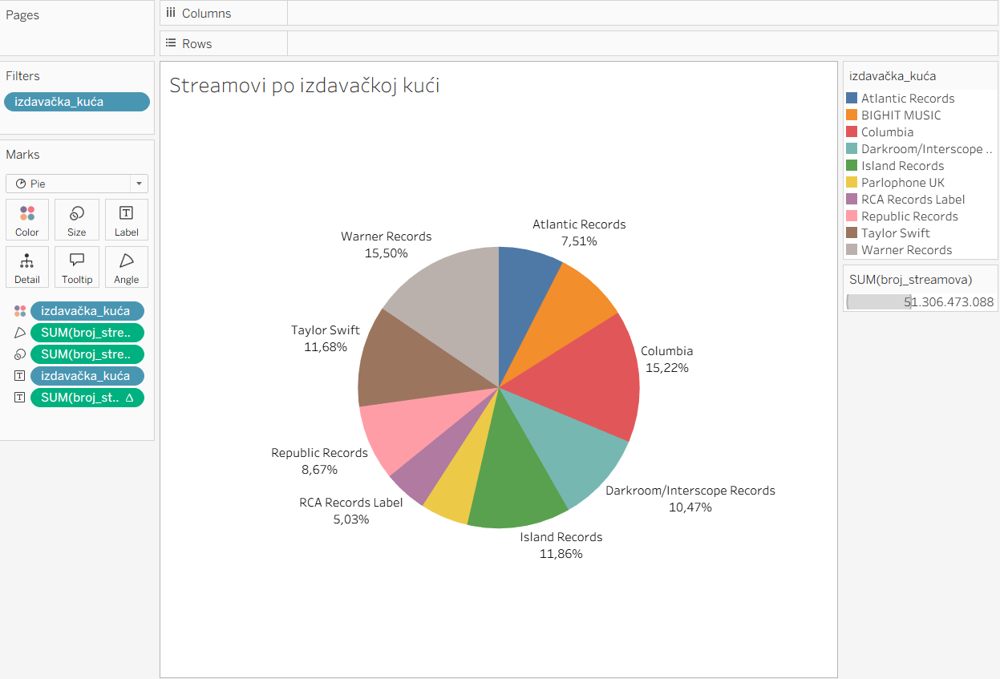 Pages
Columns
Rows
Filters
izdavačka_kuća
Marks
Pie
Color
Size
Label
Detail
Tooltip
Angle
izdavačka_kuća
SUM(broj_stre..
SUM(broj_stre..
izdavačka_kuća
SUM(broj_st.. Δ
Streamovi po izdavačkoj kući
Atlantic Records
7,51%
Columbia
15,22%
Darkroom/Interscope Records
10,47%
Island Records
11,86%
RCA Records Label
5,03%
Republic Records
8,67%
Taylor Swift
11,68%
Warner Records
15,50%
izdavačka_kuća
Atlantic Records
BIGHIT MUSIC
Columbia
Darkroom/Interscope ..
Island Records
Parlophone UK
RCA Records Label
Republic Records
Taylor Swift
Warner Records
SUM(broj_streamova)
51.306.473.088